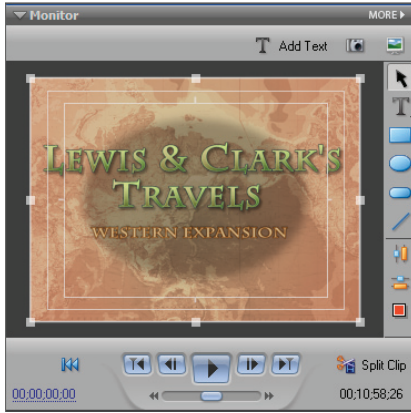 Monitor
MORE
T Add Text
T
LEWIS & CLARK'S
TRAVELS
WESTERN EXPANSION
T T
Split Clip
00;00;00;00
00;10;58;26